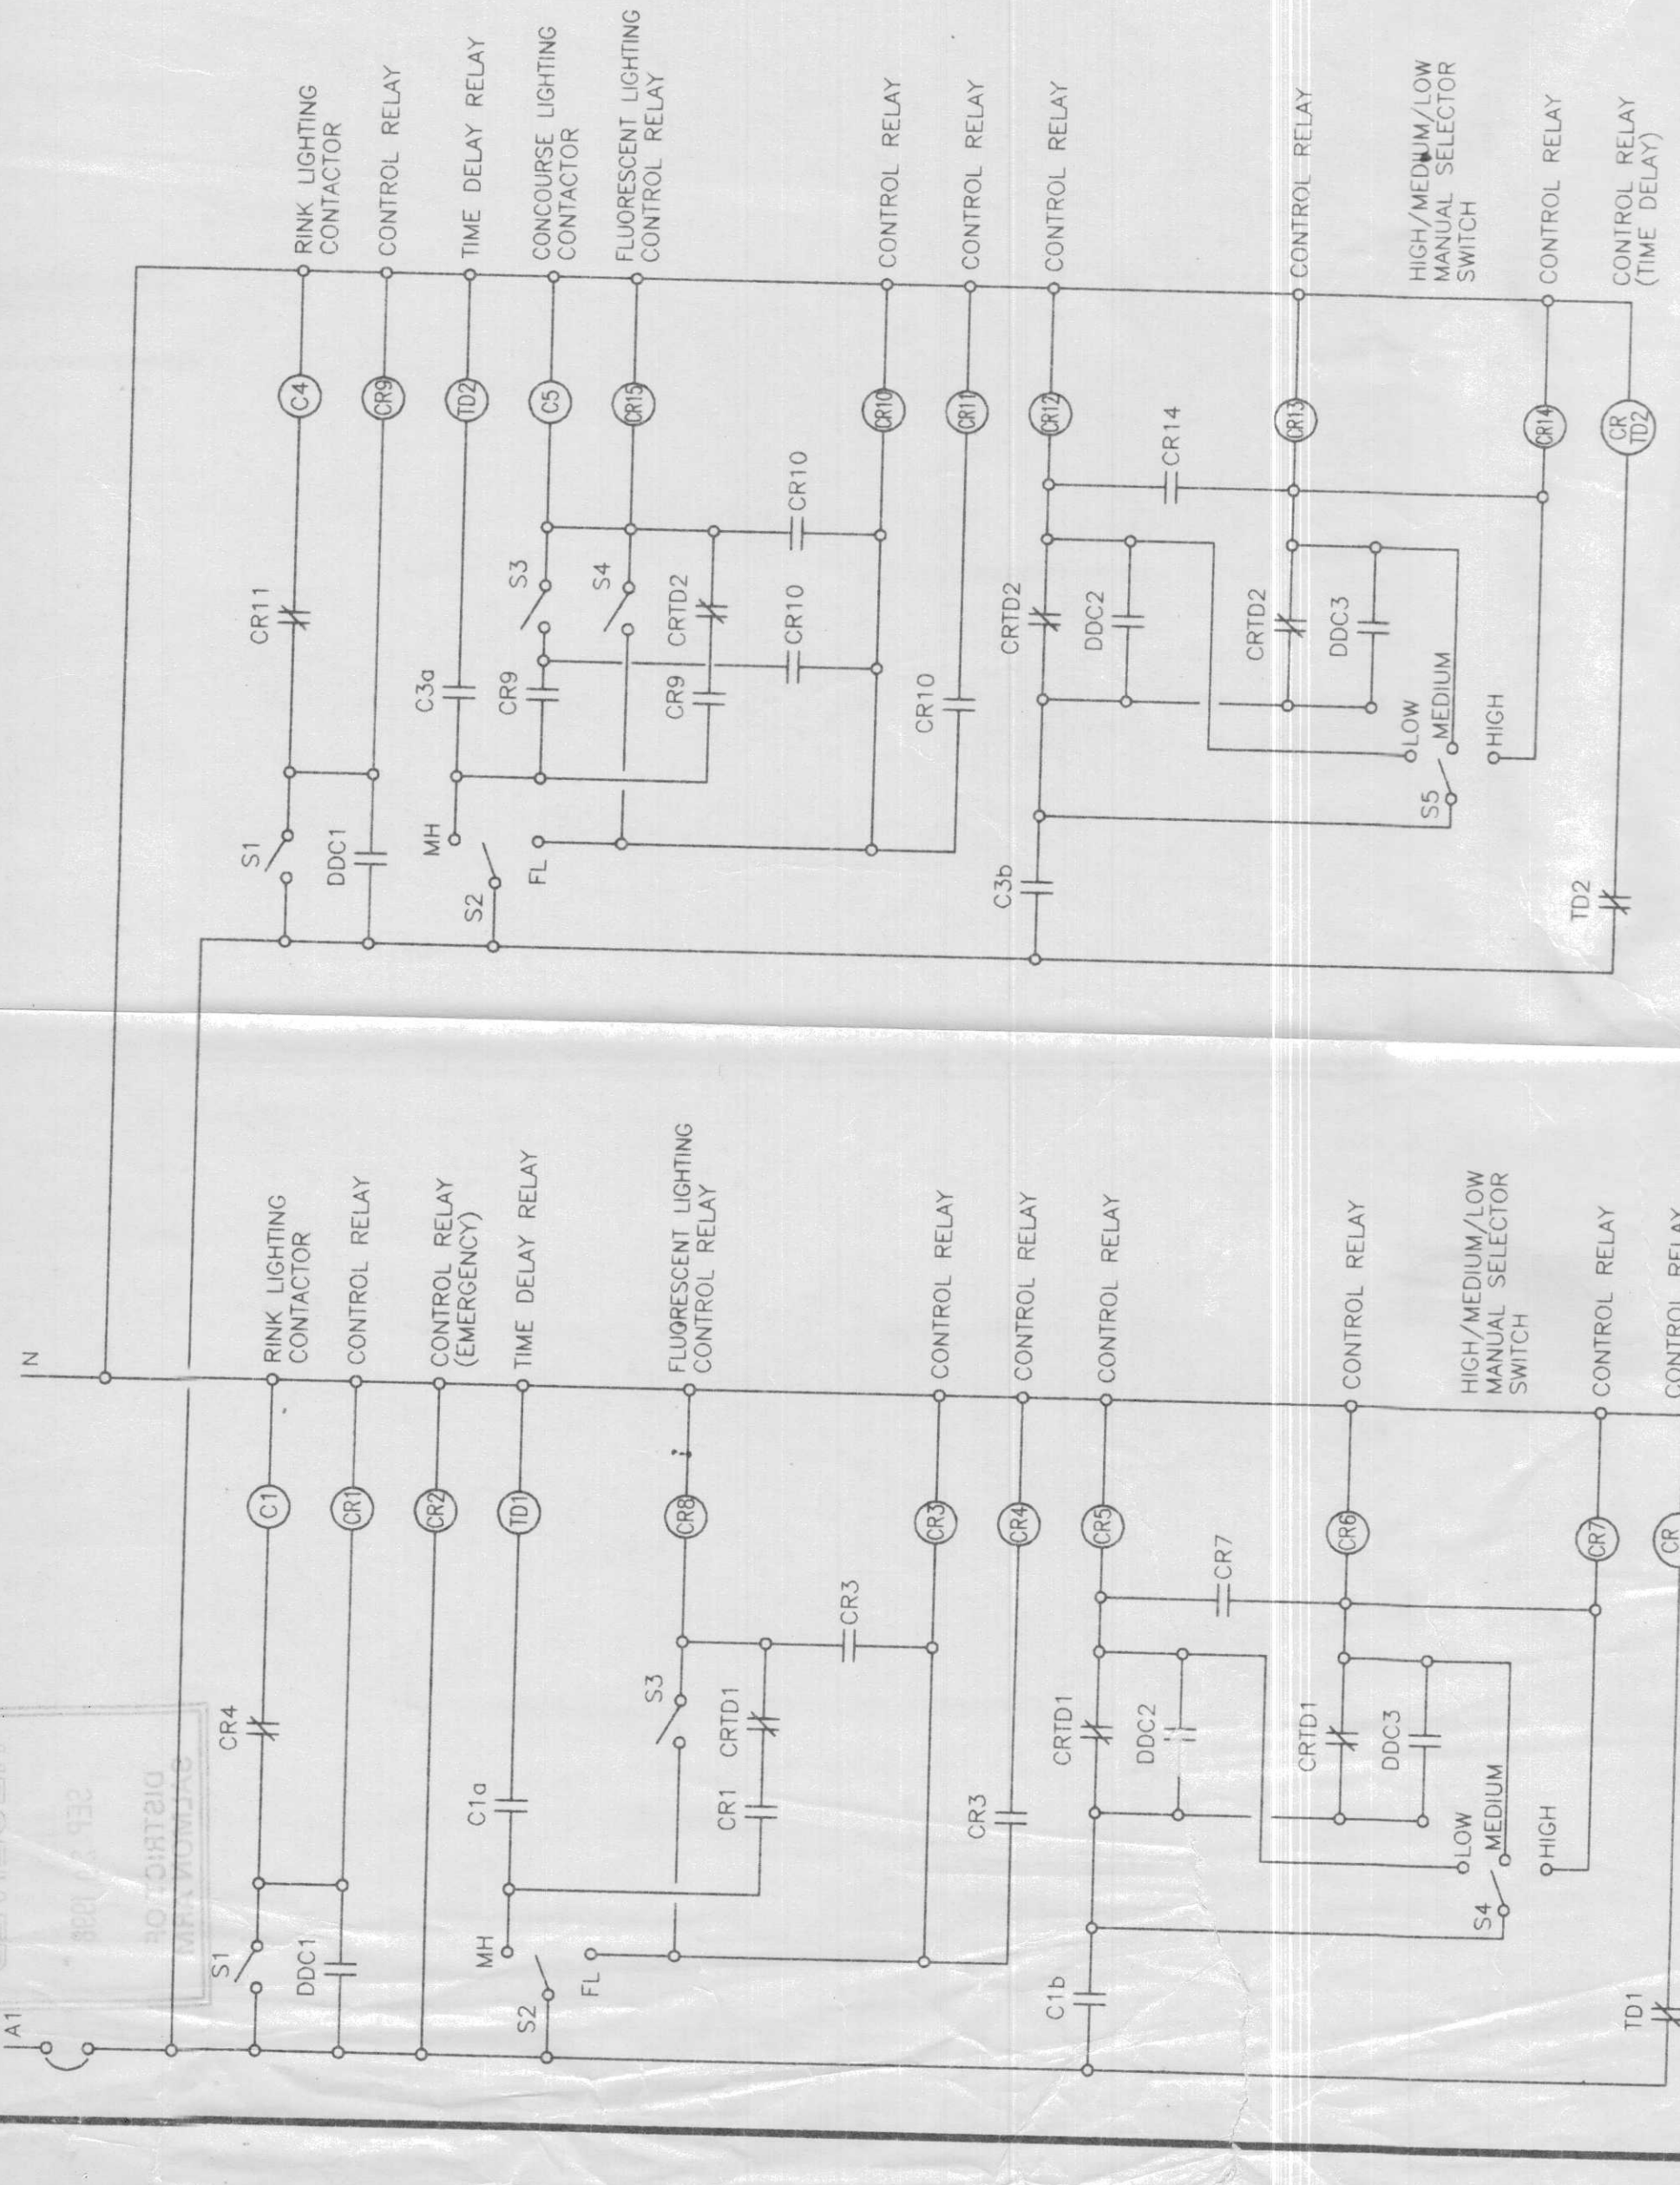 A1
N
S1
CR4
C1
RINK LIGHTING
CONTACTOR
DDC1
CR1
CONTROL RELAY
CR2
CONTROL RELAY
(EMERGENCY)
S2
MH
C1a
TD1
TIME DELAY RELAY
FL
S3
CR8
FLUORESCENT LIGHTING
CONTROL RELAY
CR1
CRTD1
CR3
CR3
CONTROL RELAY
CR3
CR4
CONTROL RELAY
C1b
CRTD1
CR5
CONTROL RELAY
DDC2
CR7
CRTD1
CR6
CONTROL RELAY
DDC3
S4
LOW
MEDIUM
HIGH
HIGH/MEDIUM/LOW
MANUAL SELECTOR
SWITCH
CR7
CONTROL RELAY
TD1
CR
CONTROL RELAY
S1
CR11
C4
RINK LIGHTING
CONTACTOR
DDC1
CR9
CONTROL RELAY
S2
MH
C3a
TD2
TIME DELAY RELAY
FL
CR9
S3
C5
CONCOURSE LIGHTING
CONTACTOR
S4
CR15
FLUORESCENT LIGHTING
CONTROL RELAY
CR9
CRTD2
CR10
CR10
CR10
CONTROL RELAY
CR10
CR11
CONTROL RELAY
C3b
CRTD2
CR12
CONTROL RELAY
DDC2
CR14
CRTD2
CR13
CONTROL RELAY
DDC3
S5
LOW
MEDIUM
HIGH
HIGH/MEDIUM/LOW
MANUAL SELECTOR
SWITCH
CR14
CONTROL RELAY
TD2
CR
TD2
CONTROL RELAY
(TIME DELAY)
DISTRICT OF
SALMON ARM